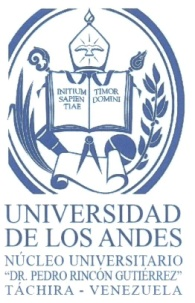 INITIUM TIMOR
SAPIEN DOMINI
TIAE
UNIVERSIDAD
DE LOS ANDES
NÚCLEO UNIVERSITARIO
“DR. PEDRO RINCÓN GUTIÉRREZ”
TÁCHIRA - VENEZUELA